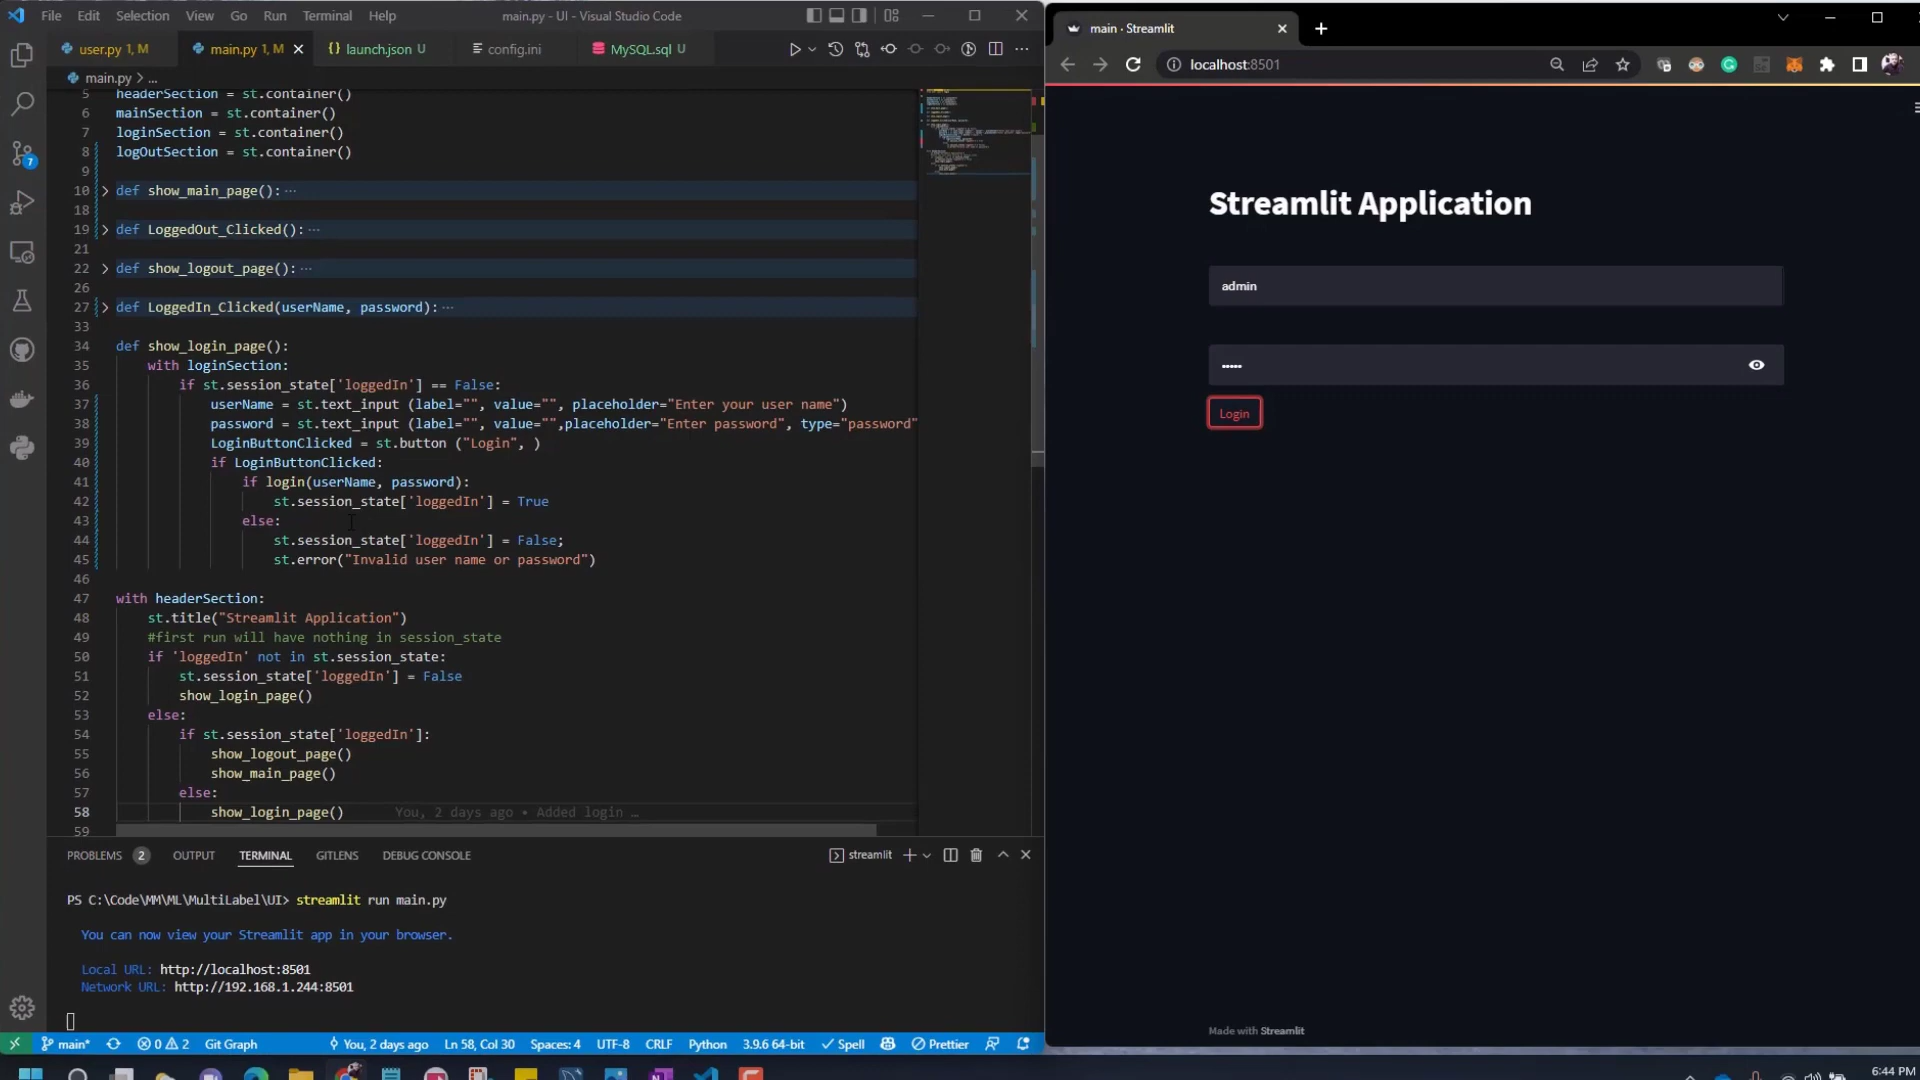 File Edit Selection View Go Run Terminal Help
main.py - UI - Visual Studio Code
user.py 1, M
main.py 1, M
launch.json U
config.ini
MySQL.sql U
main.py > ...
5 headerSection = st.container()
6 mainSection = st.container()
7 loginSection = st.container()
8 logOutSection = st.container()
9
10 def show_main_page(): ...
18
19 def LoggedOut_Clicked(): ...
21
22 def show_logout_page(): ...
26
27 def LoggedIn_Clicked(userName, password): ...
33
34 def show_login_page():
35 with loginSection:
36 if st.session_state['loggedIn'] == False:
37 userName = st.text_input (label="", value="", placeholder="Enter your user name")
38 password = st.text_input (label="", value="",placeholder="Enter password", type="password"
39 LoginButtonClicked = st.button ("Login", )
40 if LoginButtonClicked:
41 if login(userName, password):
42 st.session_state['loggedIn'] = True
43 else:
44 st.session_state['loggedIn'] = False;
45 st.error("Invalid user name or password")
46
47 with headerSection:
48 st.title("Streamlit Application")
49 #first run will have nothing in session_state
50 if 'loggedIn' not in st.session_state:
51 st.session_state['loggedIn'] = False
52 show_login_page()
53 else:
54 if st.session_state['loggedIn']:
55 show_logout_page()
56 show_main_page()
57 else:
58 show_login_page() You, 2 days ago • Added login …
59
7
PROBLEMS 2 OUTPUT TERMINAL GITLENS DEBUG CONSOLE
streamlit
PS C:\Code\MM\ML\MultiLabel\UI> streamlit run main.py
You can now view your Streamlit app in your browser.
Local URL: http://localhost:8501
Network URL: http://192.168.1.244:8501
main* 0 2 Git Graph You, 2 days ago Ln 58, Col 30 Spaces: 4 UTF-8 CRLF Python 3.9.6 64-bit Spell Prettier
main · Streamlit
localhost:8501
Streamlit Application
admin
•••••
Login
Made with Streamlit
6:44 PM